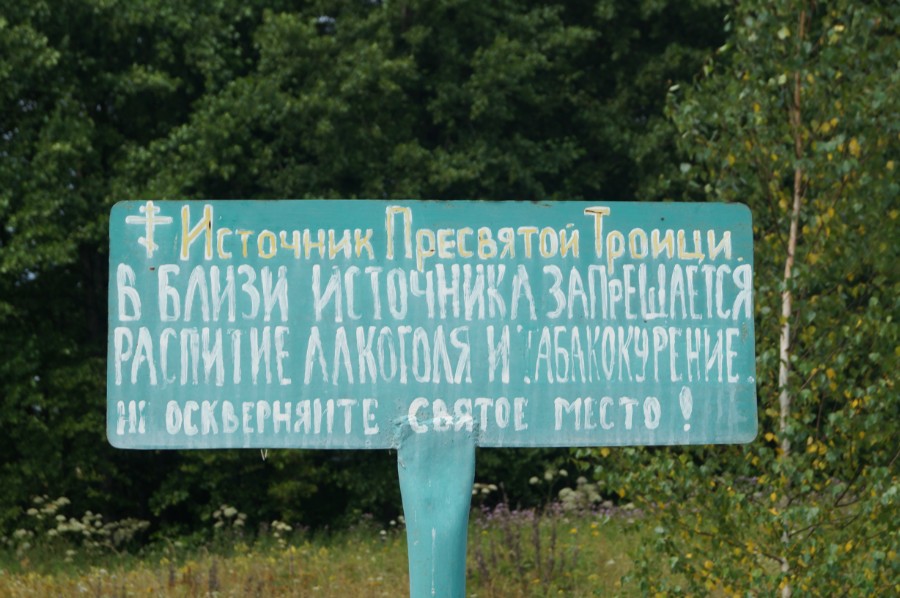 Источник Пресвятой Троицы.
В БЛИЗИ ИСТОЧНИКА ЗАПРЕЩАЕТСЯ
РАСПИТИЕ АЛКОГОЛЯ И ТАБАКОКУРЕНИЕ.
НЕ ОСКВЕРНЯЙТЕ СВЯТОЕ МЕСТО!